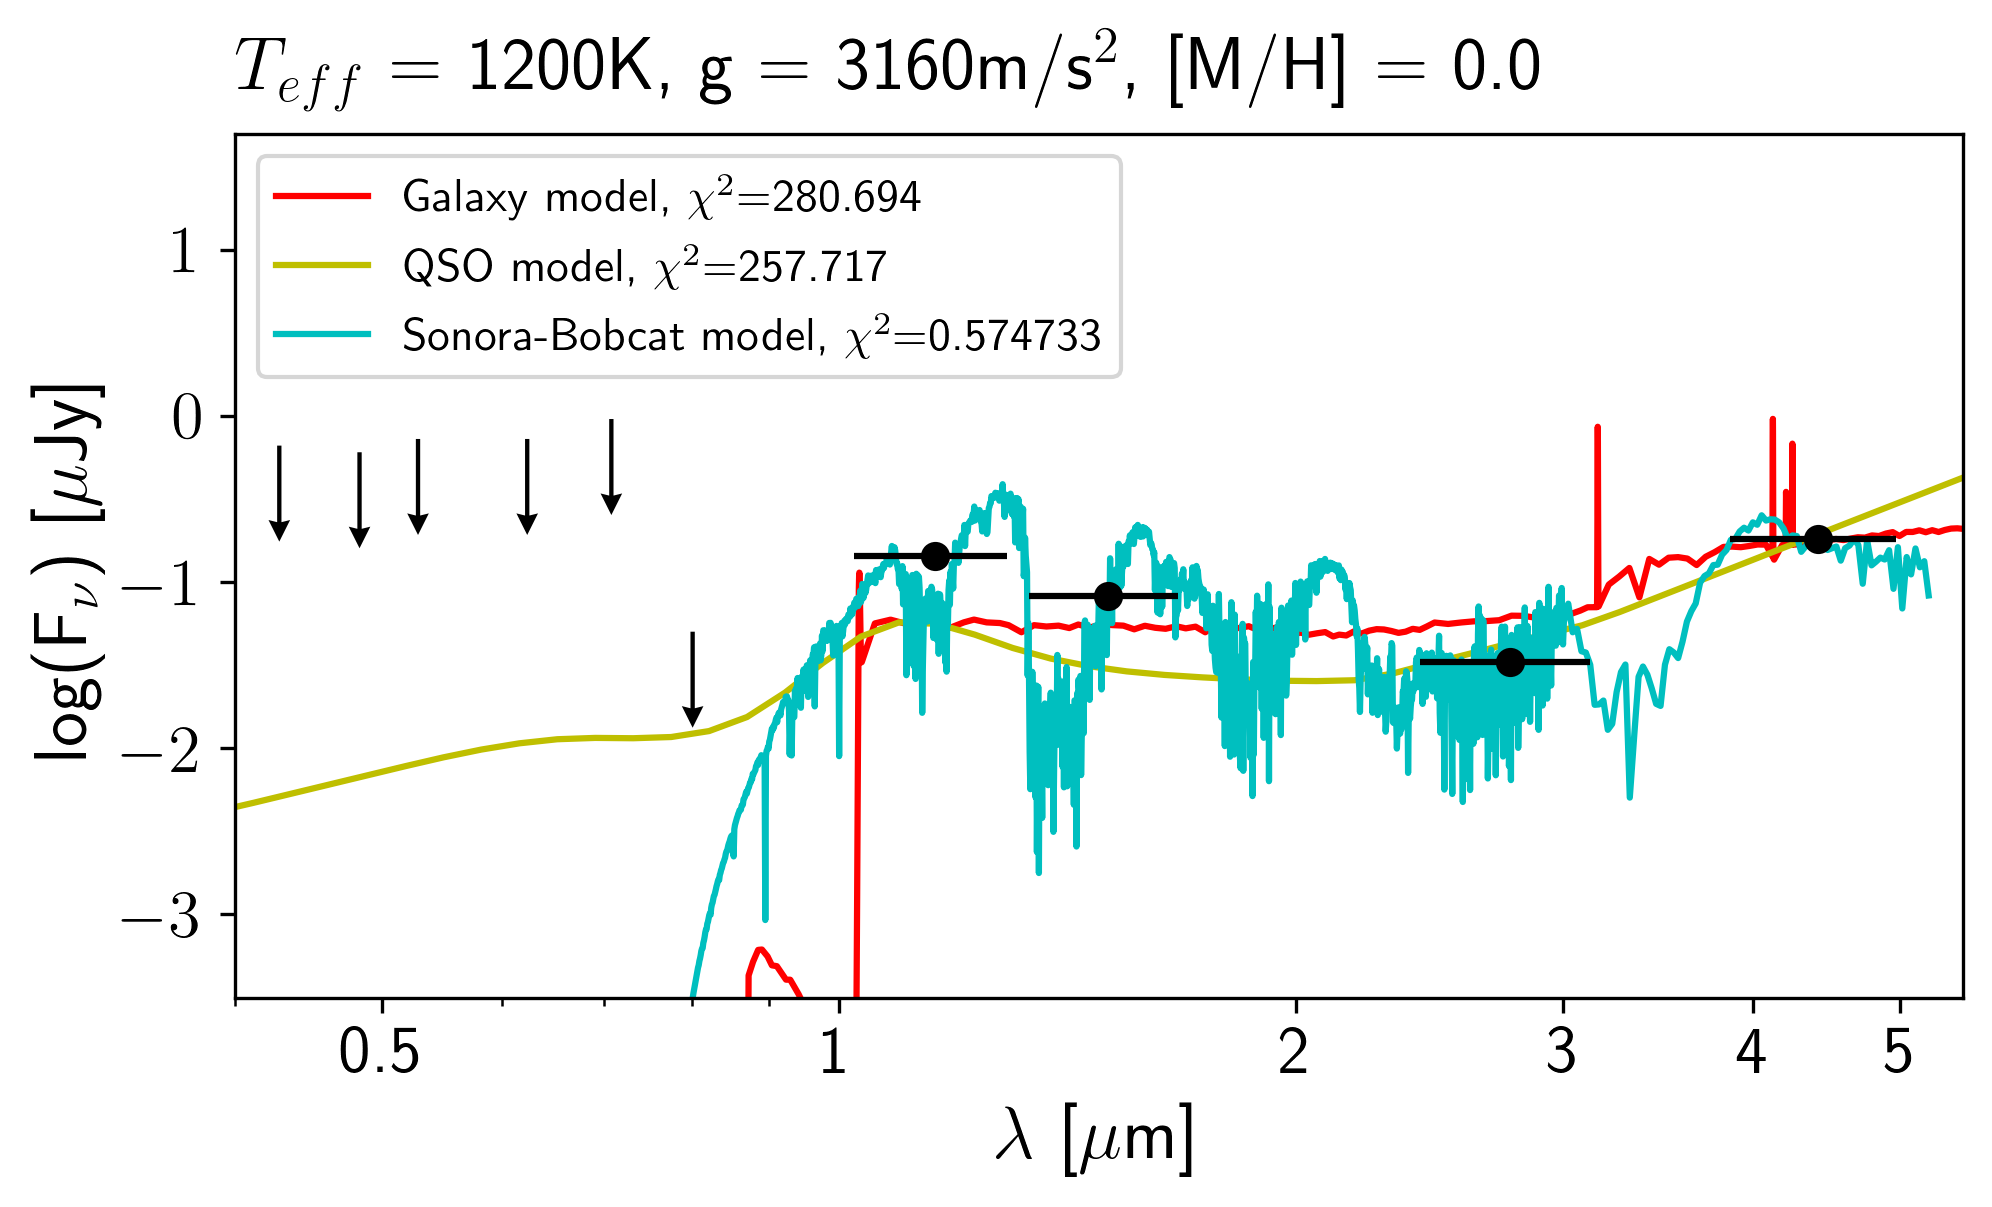 T_eff = 1200K, g = 3160m/s², [M/H] = 0.0
Galaxy model, χ²=280.694
QSO model, χ²=257.717
Sonora-Bobcat model, χ²=0.574733
log(F_ν) [μJy]
1
0
−1
−2
−3
0.5 1 2 3 4 5
λ [μm]